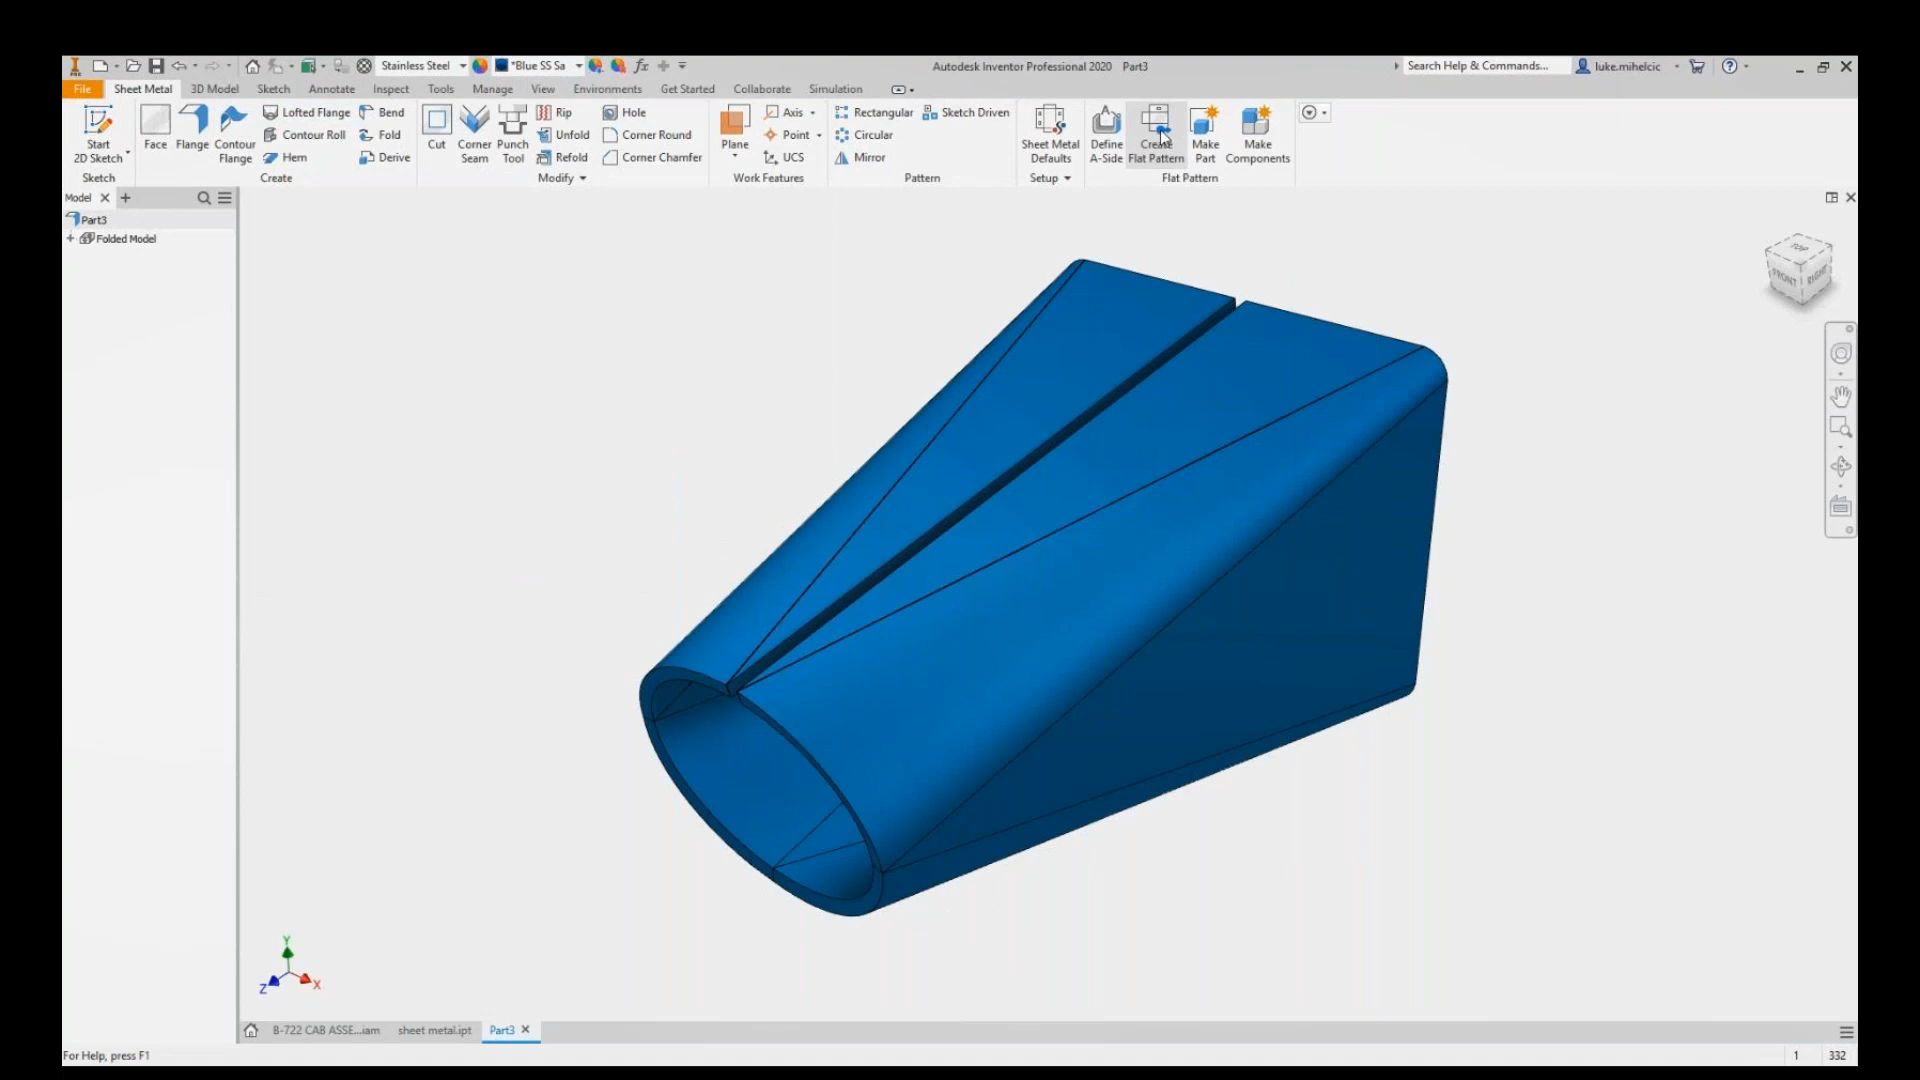 Stainless Steel *Blue SS Sa fx Autodesk Inventor Professional 2020 Part3 Search Help & Commands... luke.mihelcic
File Sheet Metal 3D Model Sketch Annotate Inspect Tools Manage View Environments Get Started Collaborate Simulation
Start 2D Sketch Face Flange Contour Flange Lofted Flange Contour Roll Hem Bend Fold Derive Cut Corner Seam Punch Tool Rip Unfold Refold Hole Corner Round Corner Chamfer Plane Axis Point UCS Rectangular Circular Mirror Sketch Driven Sheet Metal Defaults Define A-Side Create Flat Pattern Make Part Make Components
Sketch Create Modify Work Features Pattern Setup Flat Pattern
Model
Part3
Folded Model
TOP
FRONT RIGHT
Y
Z X
B-722 CAB ASSE...iam sheet metal.ipt Part3
For Help, press F1 1 332